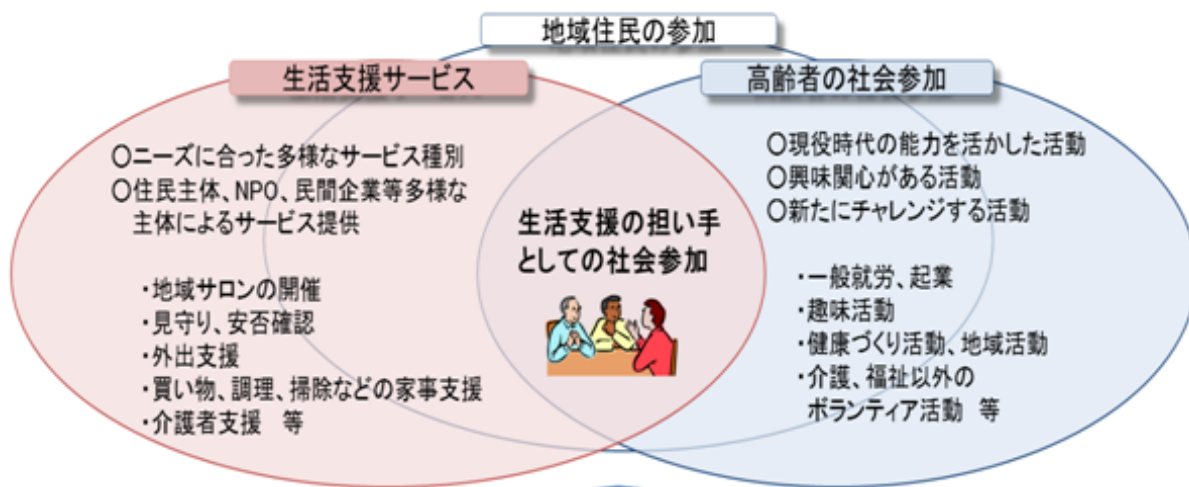 地域住民の参加
生活支援サービス
〇ニーズに合った多様なサービス種別
〇住民主体、NPO、民間企業等多様な
主体によるサービス提供
・地域サロンの開催
・見守り、安否確認
・外出支援
・買い物、調理、掃除などの家事支援
・介護者支援 等
生活支援の担い手
としての社会参加
高齢者の社会参加
〇現役時代の能力を活かした活動
〇興味関心がある活動
〇新たにチャレンジする活動
・一般就労、起業
・趣味活動
・健康づくり活動、地域活動
・介護、福祉以外の
ボランティア活動 等